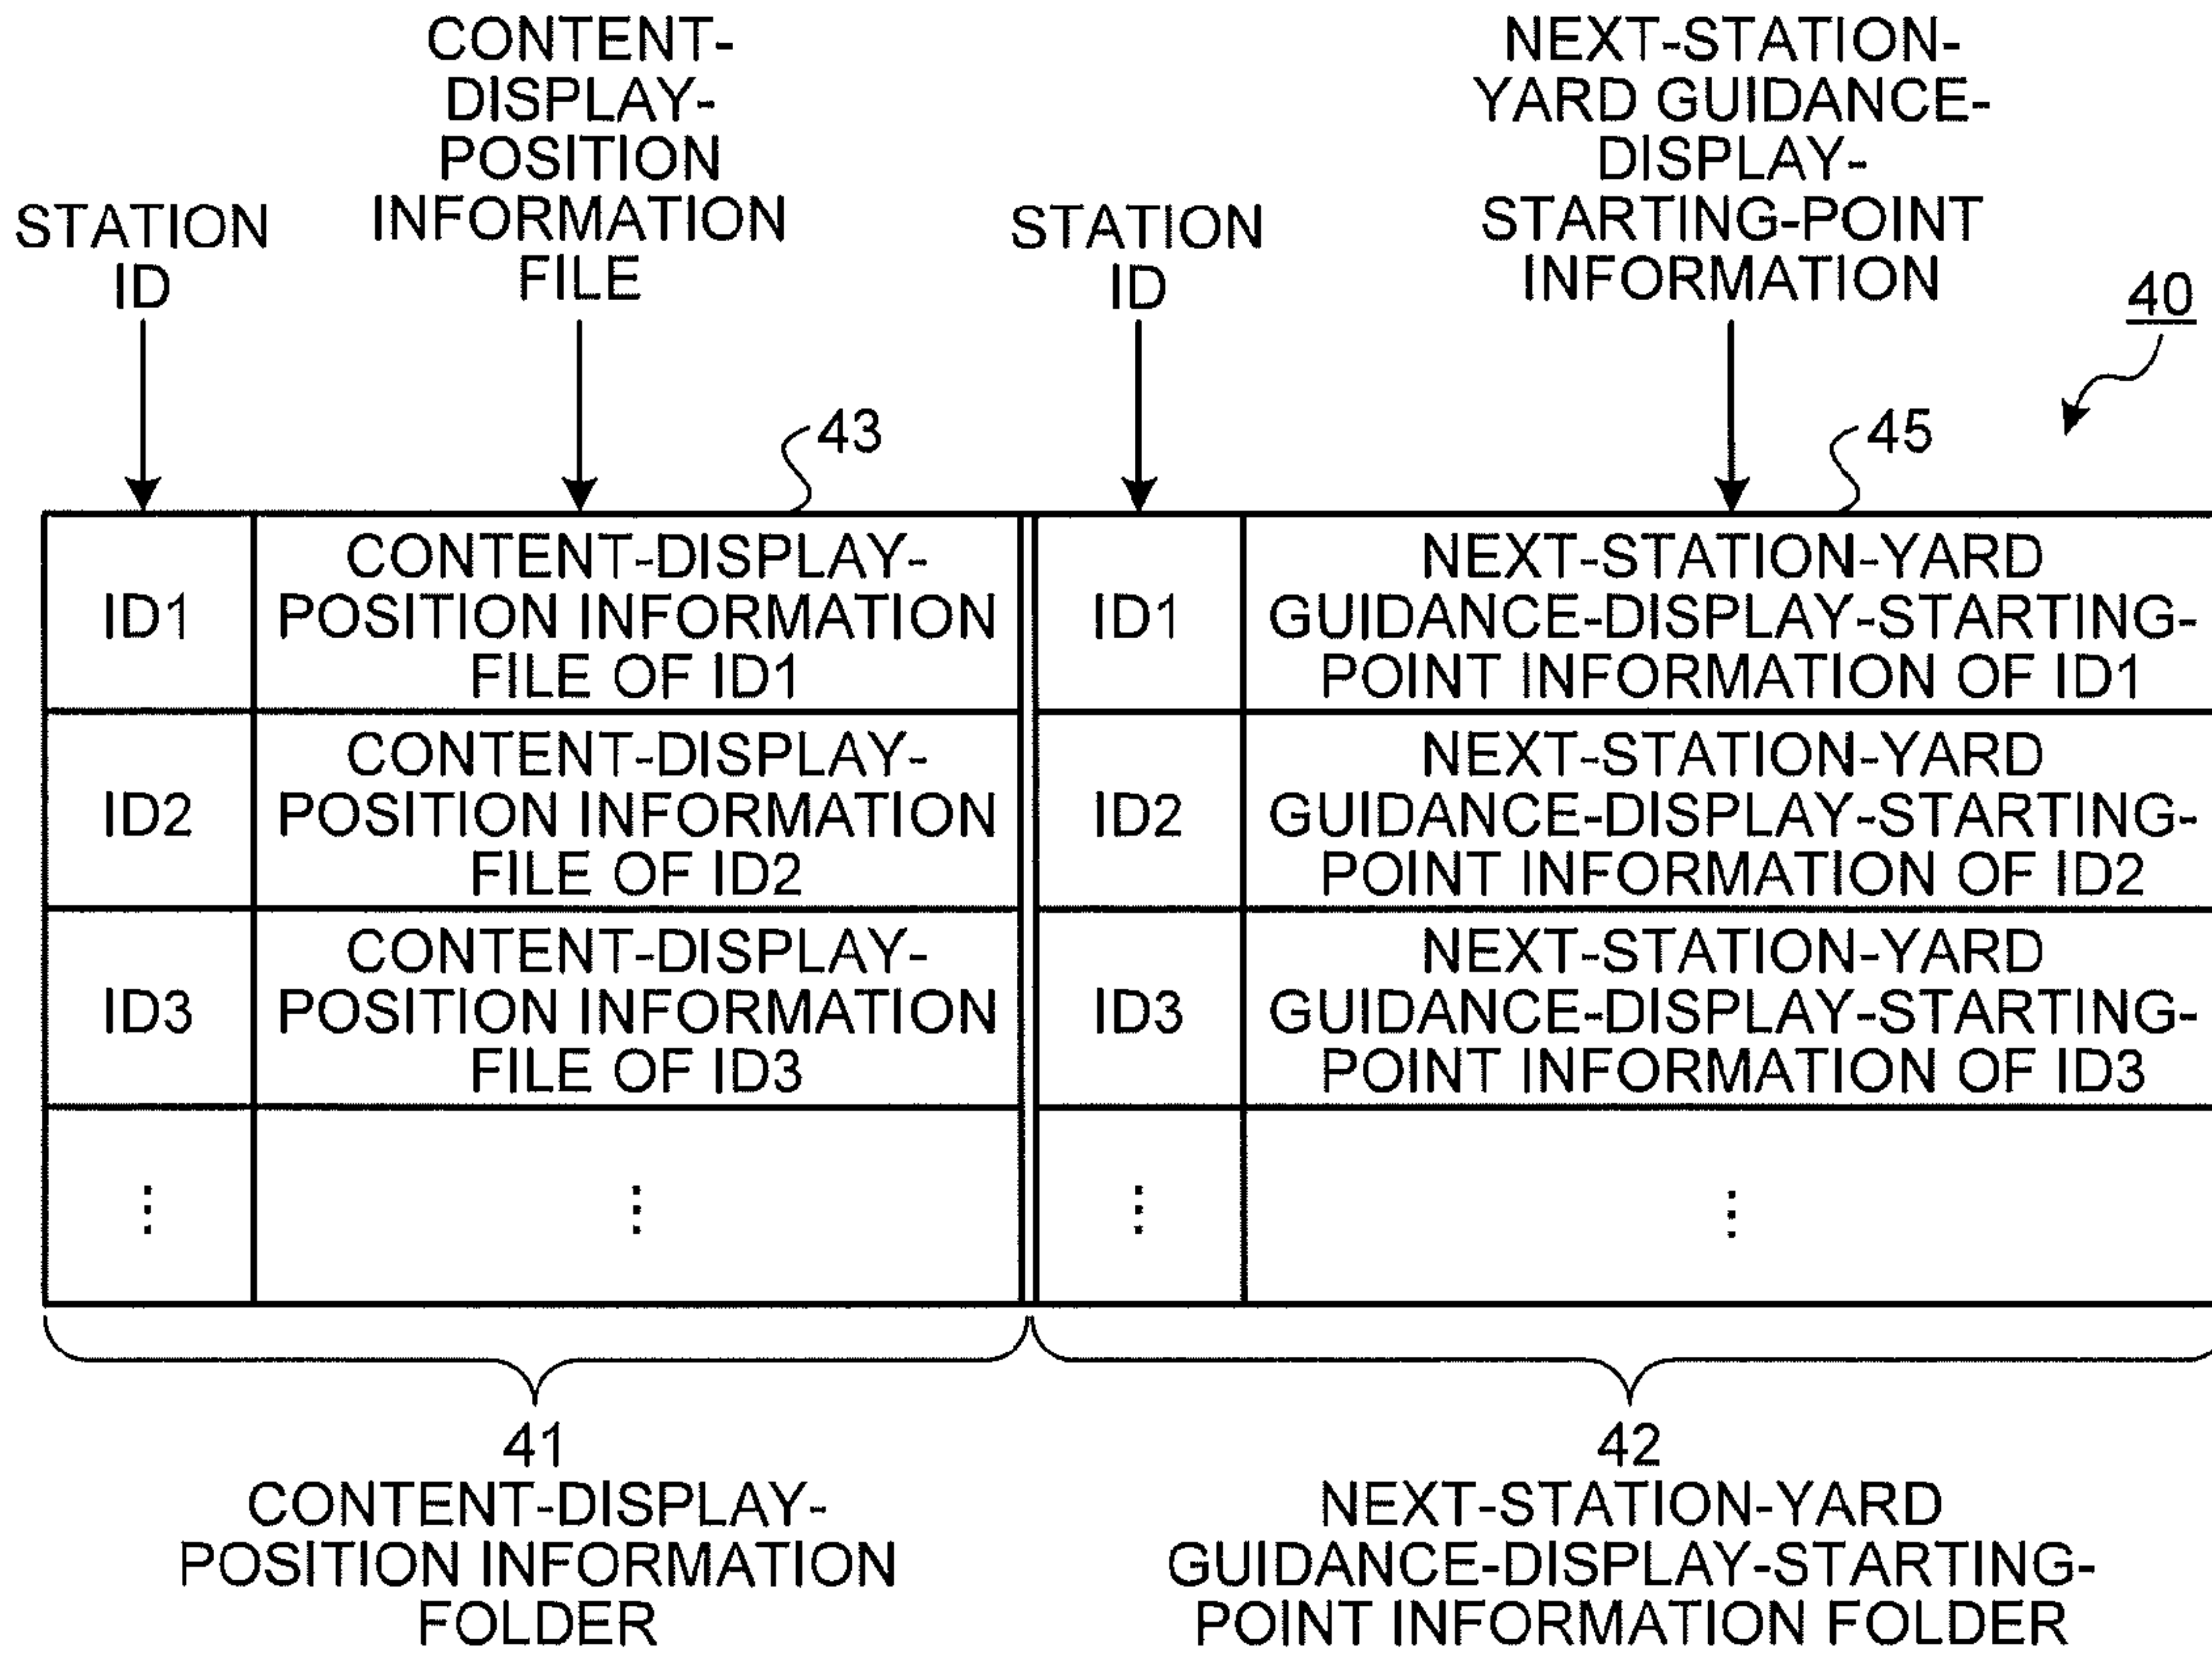 STATION
ID
CONTENT-
DISPLAY-
POSITION
INFORMATION
FILE
STATION
ID
NEXT-STATION-
YARD GUIDANCE-
DISPLAY-
STARTING-POINT
INFORMATION
40
43
45
ID1
CONTENT-DISPLAY-
POSITION INFORMATION
FILE OF ID1
ID1
NEXT-STATION-YARD
GUIDANCE-DISPLAY-STARTING-
POINT INFORMATION OF ID1
ID2
CONTENT-DISPLAY-
POSITION INFORMATION
FILE OF ID2
ID2
NEXT-STATION-YARD
GUIDANCE-DISPLAY-STARTING-
POINT INFORMATION OF ID2
ID3
CONTENT-DISPLAY-
POSITION INFORMATION
FILE OF ID3
ID3
NEXT-STATION-YARD
GUIDANCE-DISPLAY-STARTING-
POINT INFORMATION OF ID3
⋮
⋮
⋮
⋮
41
CONTENT-DISPLAY-
POSITION INFORMATION
FOLDER
42
NEXT-STATION-YARD
GUIDANCE-DISPLAY-STARTING-
POINT INFORMATION FOLDER